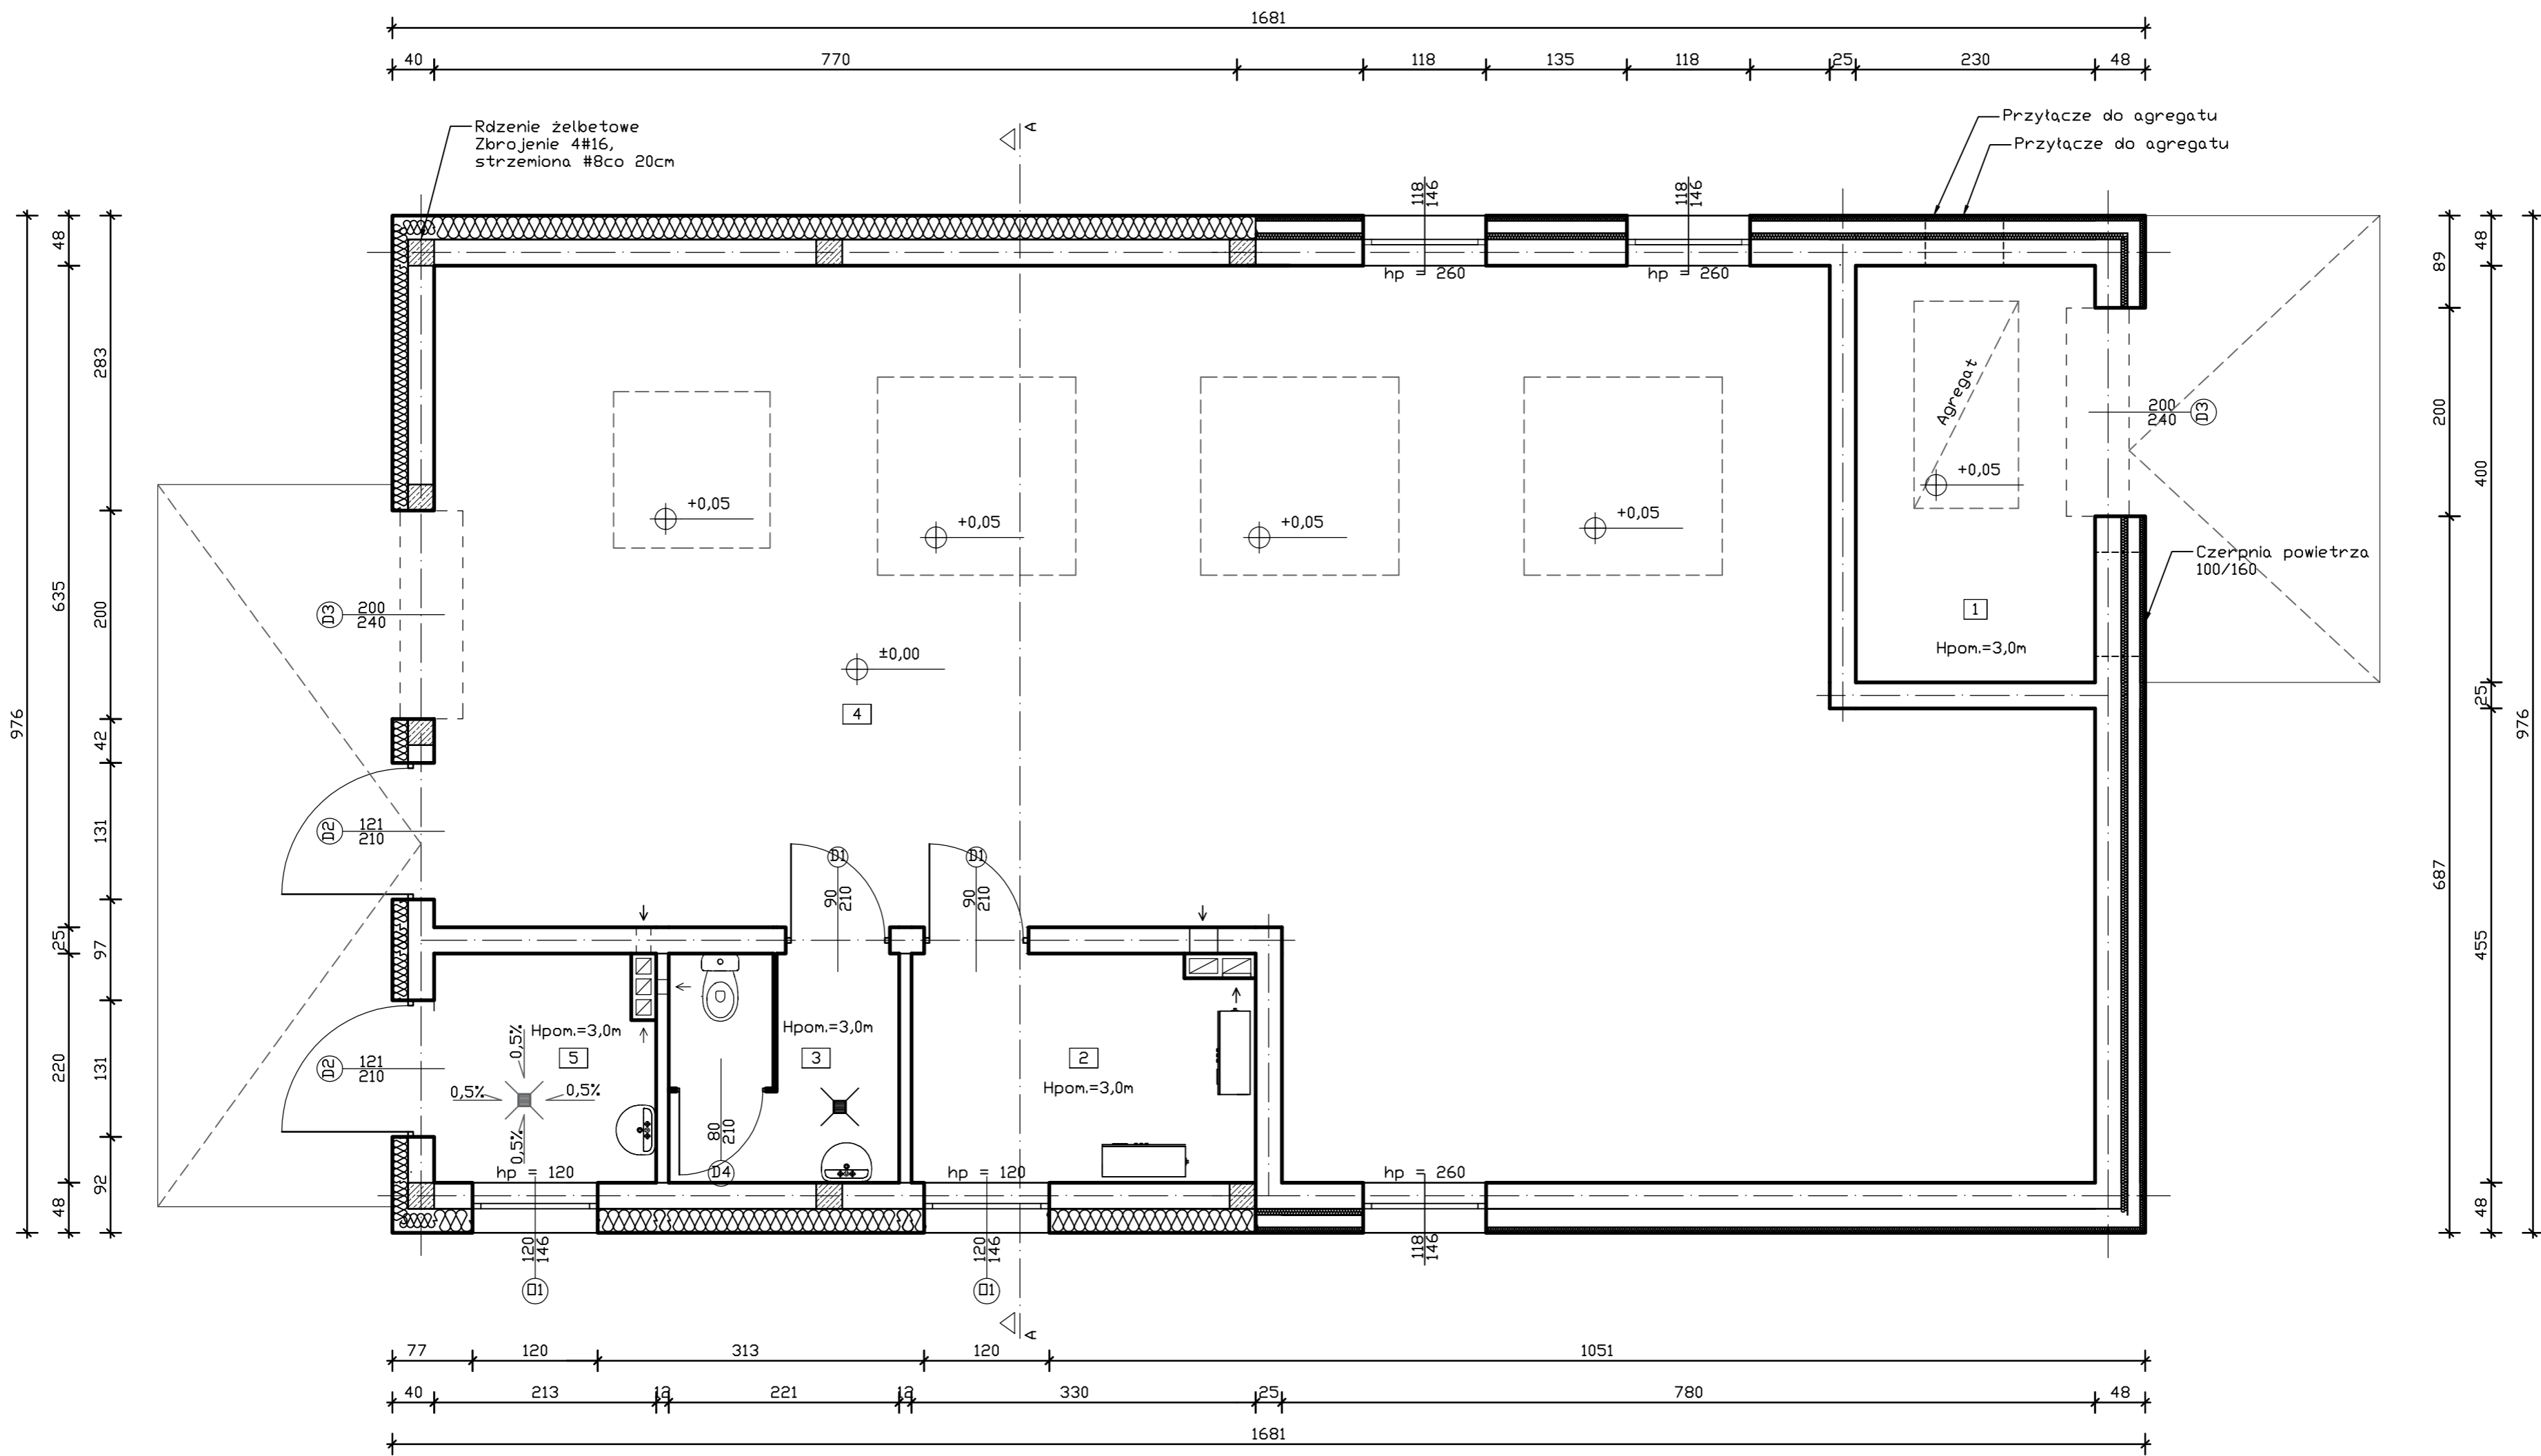 1681
40 770 118 135 118 25 230 48
Rdzenie żelbetowe
Zbrojenie 4#16,
strzemiona #8co 20cm
A
Przyłącze do agregatu
Przyłącze do agregatu
118
146
118
146
hp = 260
hp = 260
976
48
635
25
220
48
283
200
42
131
97
131
92
89
200
687
48
400
25
455
48
976
Agregat
+0,05
+0,05
+0,05
+0,05
+0,05
200
240
D3
Czerpnia powietrza
100/160
1
Hpom.=3,0m
D3
200
240
±0,00
4
D2
121
210
D1
90
210
D1
90
210
Hpom.=3,0m
5
0,5%
0,5%
0,5%
0,5%
D2
121
210
Hpom.=3,0m
3
2
Hpom.=3,0m
80
210
D4
hp = 120
hp = 120
hp = 260
120
146
O1
120
146
O1
118
146
A
77 120 313 120 1051
40 213 12 221 12 330 25 780 48
1681